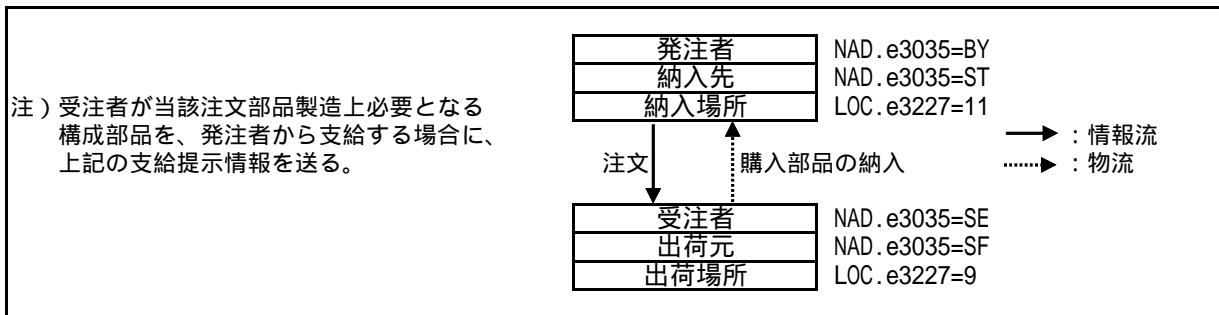 発注者 NAD.e3035=BY
納入先 NAD.e3035=ST
納入場所 LOC.e3227=11
注)受注者が当該注文部品製造上必要となる
構成部品を、発注者から支給する場合に、
上記の支給提示情報を送る。
注文
購入部品の納入
:情報流
:物流
受注者 NAD.e3035=SE
出荷元 NAD.e3035=SF
出荷場所 LOC.e3227=9